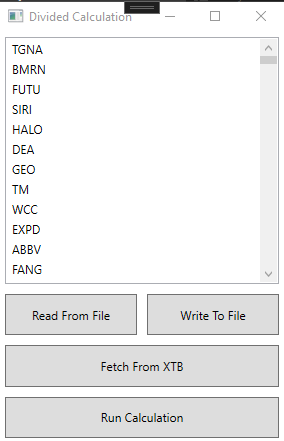 Divided Calculation
TGNA
BMRN
FUTU
SIRI
HALO
DEA
GEO
TM
WCC
EXPD
ABBV
FANG
Read From File
Write To File
Fetch From XTB
Run Calculation